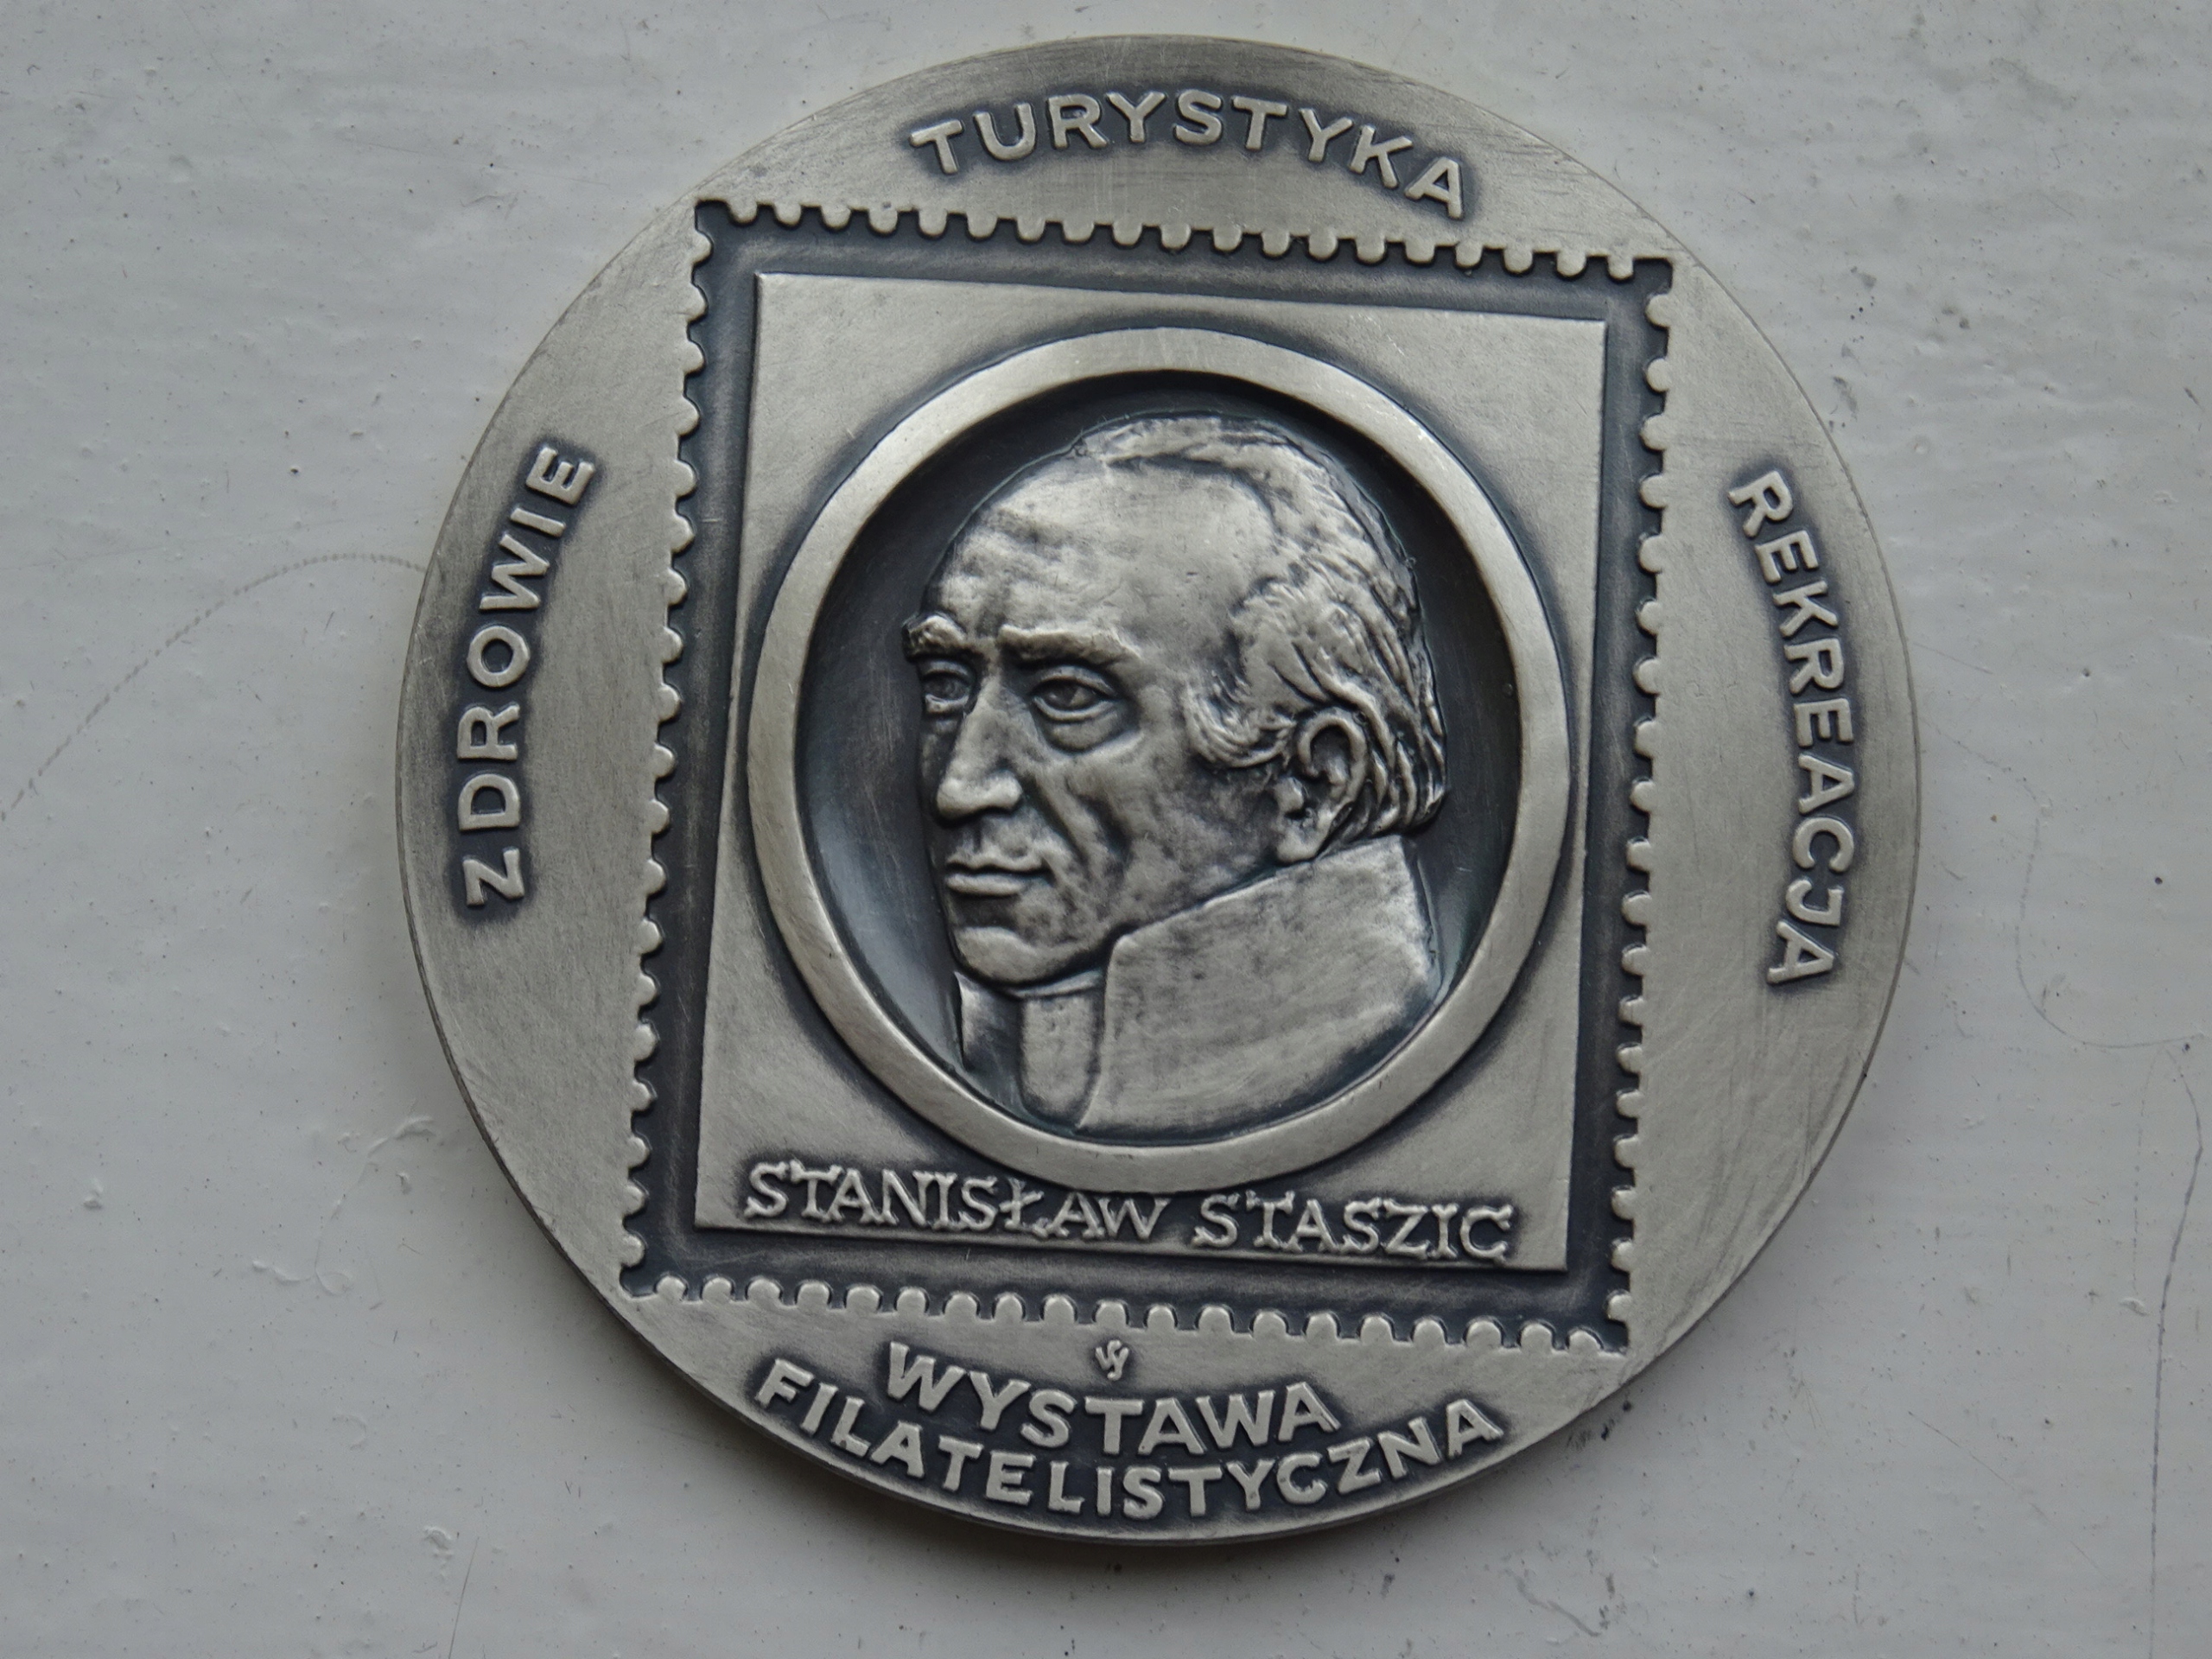 TURYSTYKA
ZDROWIE
REKREACJA
STANISŁAW STASZIC
WYSTAWA
FILATELISTYCZNA